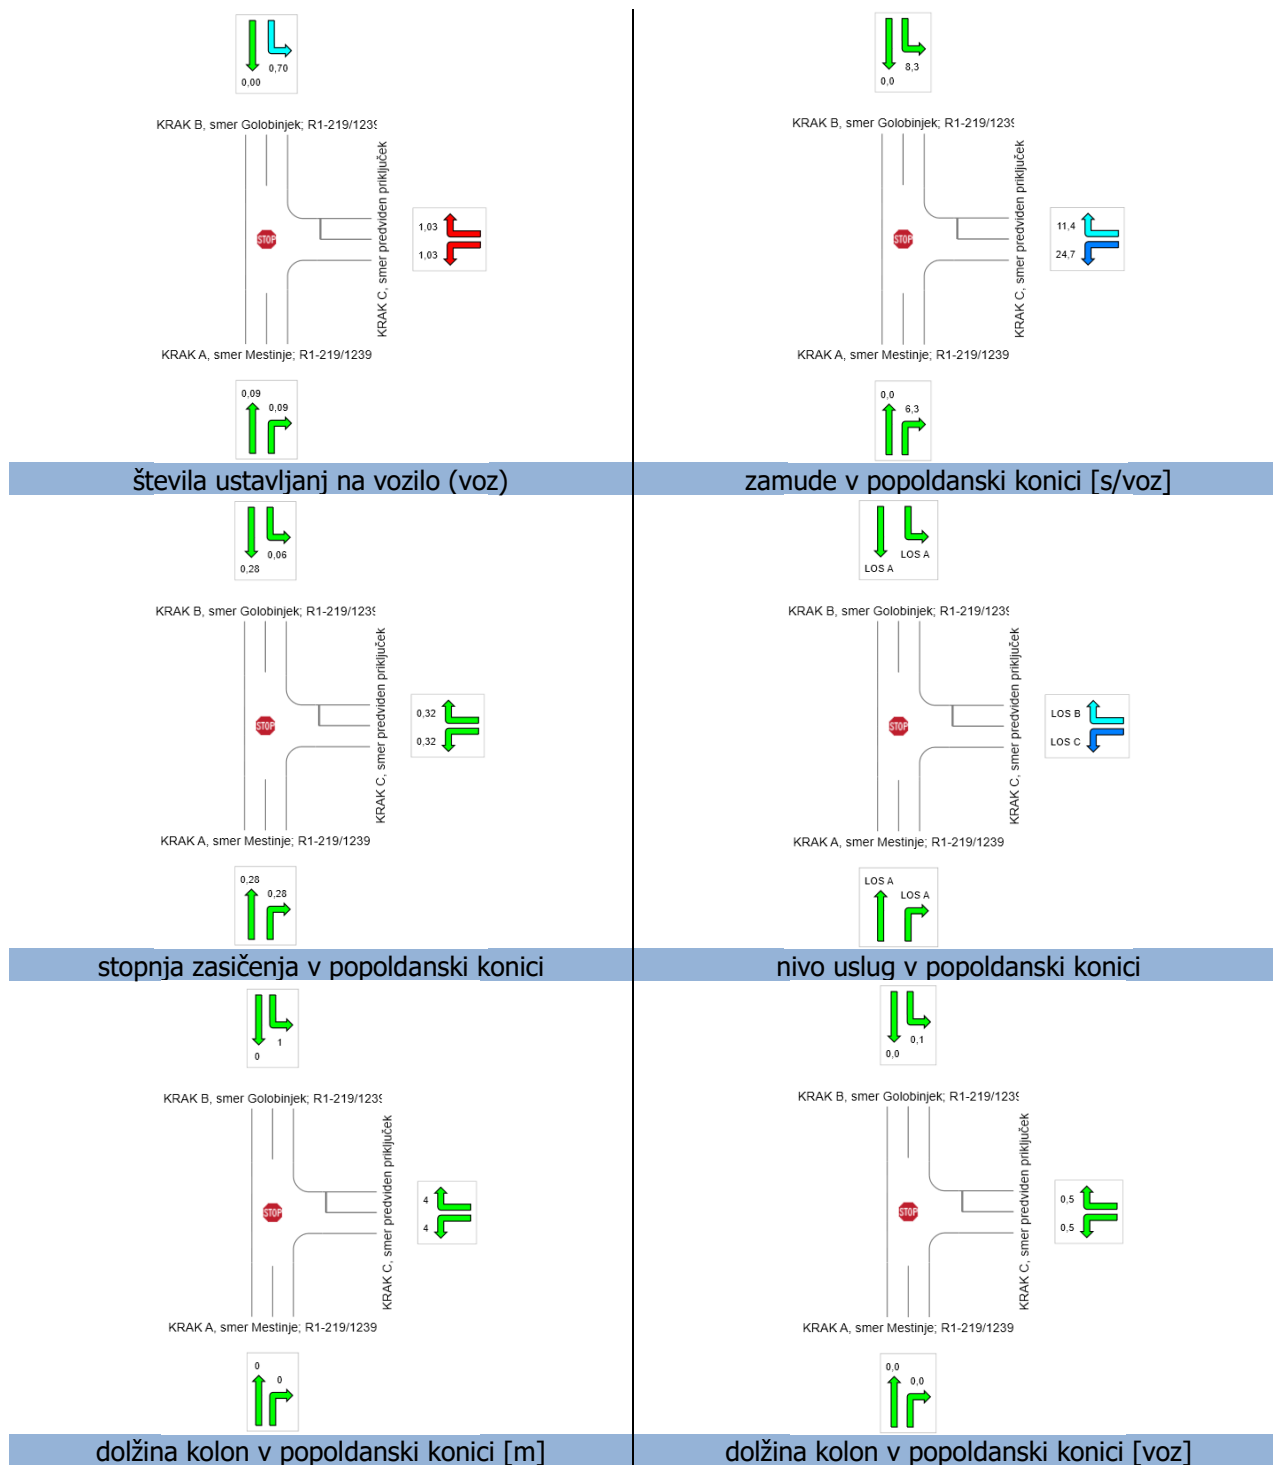 0,00
0,70
KRAK B, smer Golobinjek; R1-219/1239
KRAK C, smer predviden priključek
STOP
1,03
1,03
KRAK A, smer Mestinje; R1-219/1239
0,09
0,09
števila ustavljanj na vozilo (voz)
0,0
8,3
KRAK B, smer Golobinjek; R1-219/1239
KRAK C, smer predviden priključek
STOP
11,4
24,7
KRAK A, smer Mestinje; R1-219/1239
0,0
6,3
zamude v popoldanski konici [s/voz]
0,28
0,06
KRAK B, smer Golobinjek; R1-219/1239
KRAK C, smer predviden priključek
STOP
0,32
0,32
KRAK A, smer Mestinje; R1-219/1239
0,28
0,28
stopnja zasičenja v popoldanski konici
LOS A
LOS A
KRAK B, smer Golobinjek; R1-219/1239
KRAK C, smer predviden priključek
STOP
LOS B
LOS C
KRAK A, smer Mestinje; R1-219/1239
LOS A
LOS A
nivo uslug v popoldanski konici
0
1
KRAK B, smer Golobinjek; R1-219/1239
KRAK C, smer predviden priključek
STOP
4
4
KRAK A, smer Mestinje; R1-219/1239
0
0
dolžina kolon v popoldanski konici [m]
0,0
0,1
KRAK B, smer Golobinjek; R1-219/1239
KRAK C, smer predviden priključek
STOP
0,5
0,5
KRAK A, smer Mestinje; R1-219/1239
0,0
0,0
dolžina kolon v popoldanski konici [voz]